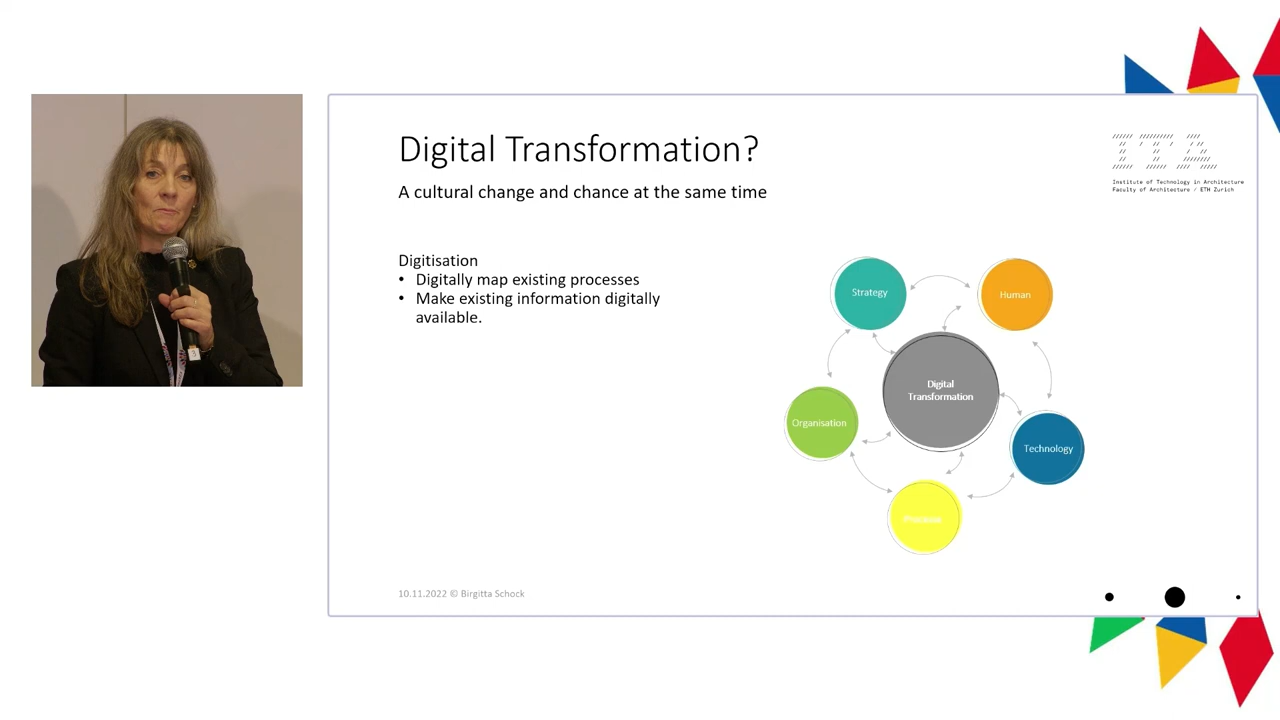 Digital Transformation?
A cultural change and chance at the same time
Digitisation
• Digitally map existing processes
• Make existing information digitally
available.
ITA
Institute of Technology in Architecture
Faculty of Architecture / ETH Zurich
Strategy
Human
Digital
Transformation
Organisation
Technology
10.11.2022 © Birgitta Schock
3